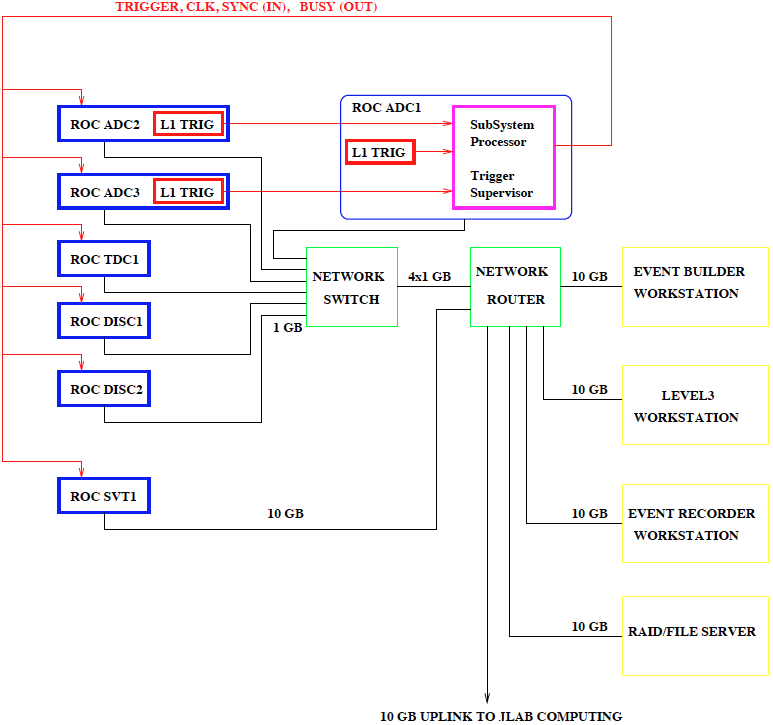 TRIGGER, CLK, SYNC (IN), BUSY (OUT)
ROC ADC2
L1 TRIG
ROC ADC3
L1 TRIG
ROC TDC1
ROC DISC1
ROC DISC2
ROC SVT1
ROC ADC1
L1 TRIG
SubSystem
Processor
Trigger
Supervisor
NETWORK
SWITCH
1 GB
4x1 GB
NETWORK
ROUTER
10 GB
10 GB
EVENT BUILDER
WORKSTATION
10 GB
LEVEL3
WORKSTATION
10 GB
EVENT RECORDER
WORKSTATION
10 GB
RAID/FILE SERVER
10 GB UPLINK TO JLAB COMPUTING